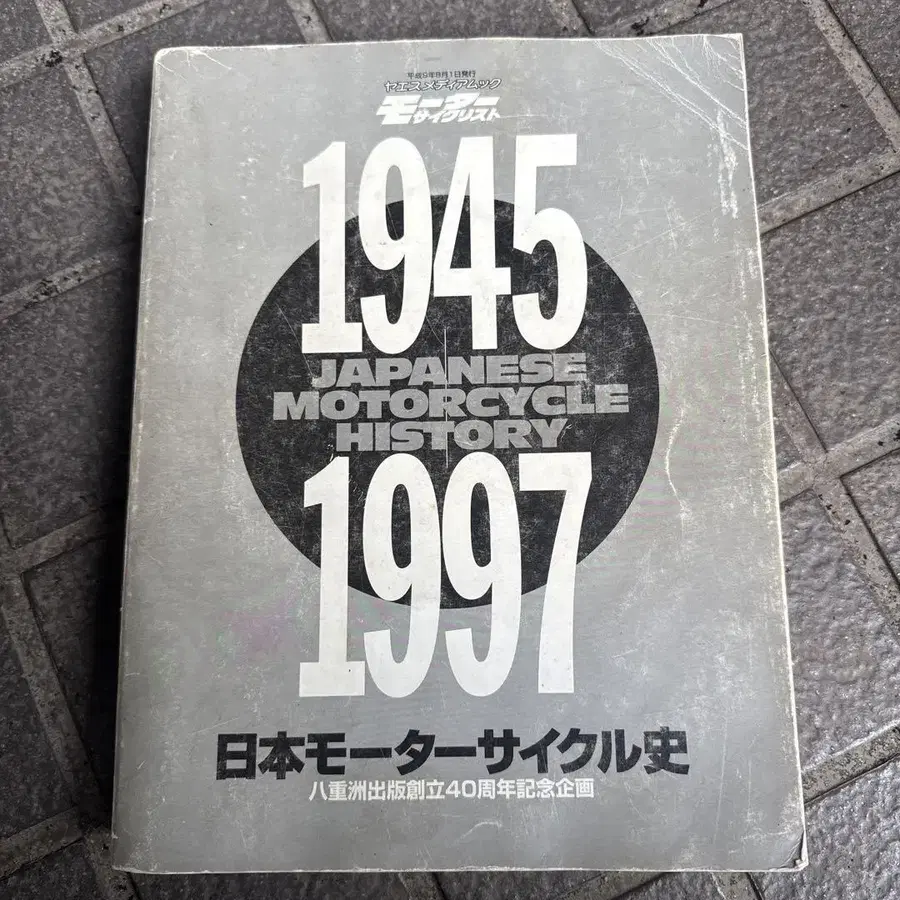 平成9年8月1日発行
ヤエスメディアムック
モーター
サイクリスト
1945
JAPANESE
MOTORCYCLE
HISTORY
1997
日本モーターサイクル史
八重洲出版創立40周年記念企画